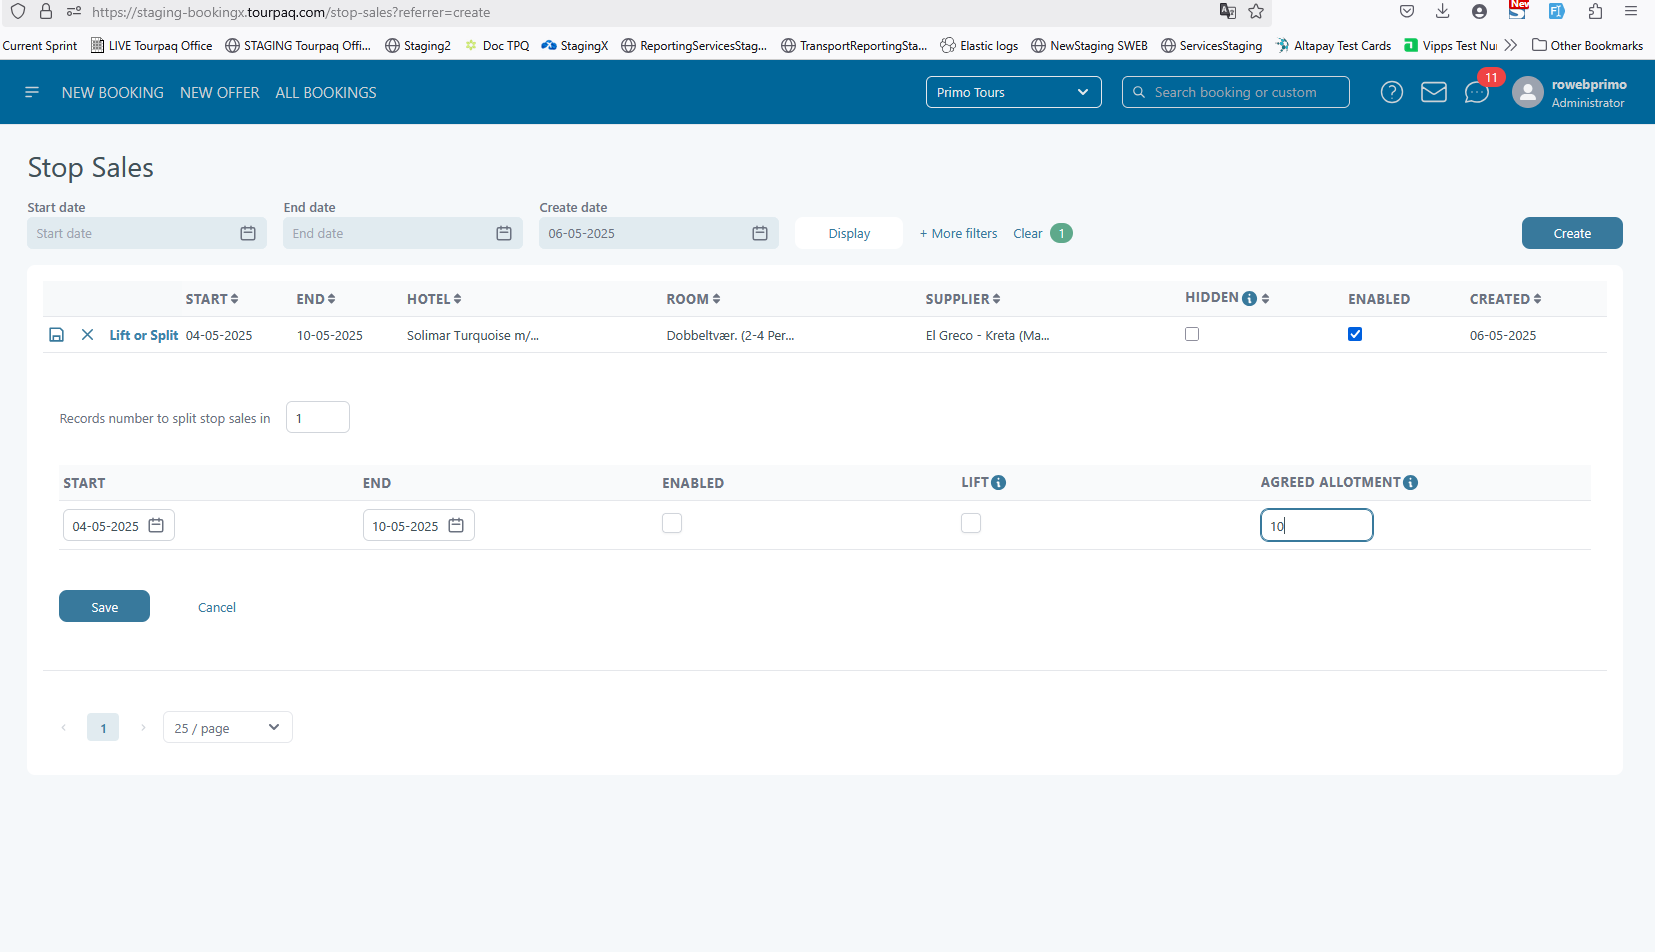 https://staging-bookingx.tourpaq.com/stop-sales?referrer=create
New
Current Sprint LIVE Tourpaq Office STAGING Tourpaq Offi... Staging2 Doc TPQ StagingX ReportingServicesStag... TransportReportingSta... Elastic logs NewStaging SWEB ServicesStaging Altapay Test Cards Vipps Test Nu Other Bookmarks
NEW BOOKING NEW OFFER ALL BOOKINGS Primo Tours Search booking or custom 11 rowebprimo
Administrator
Stop Sales
Start date End date Create date
Start date End date 06-05-2025 Display + More filters Clear 1 Create
START END HOTEL ROOM SUPPLIER HIDDEN ENABLED CREATED
Lift or Split 04-05-2025 10-05-2025 Solimar Turquoise m/... Dobbeltvær. (2-4 Per... El Greco - Kreta (Ma... 06-05-2025
Records number to split stop sales in 1
START END ENABLED LIFT AGREED ALLOTMENT
04-05-2025 10-05-2025 10
Save Cancel
1 25 / page